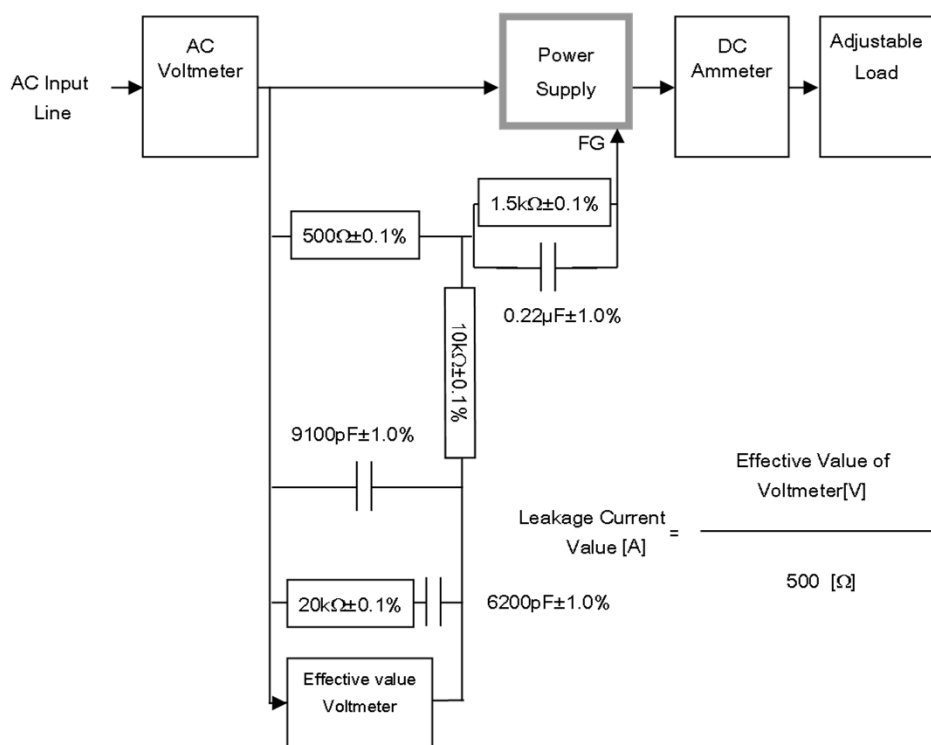 AC
Voltmeter
Power
Supply
DC
Ammeter
Adjustable
Load
AC Input
Line
FG
1.5kΩ±0.1%
500Ω±0.1%
0.22µF±1.0%
10kΩ±0.1%
9100pF±1.0%
Effective Value of
Voltmeter[V]
Leakage Current
Value [A]
=
500 [Ω]
20kΩ±0.1%
6200pF±1.0%
Effective value
Voltmeter